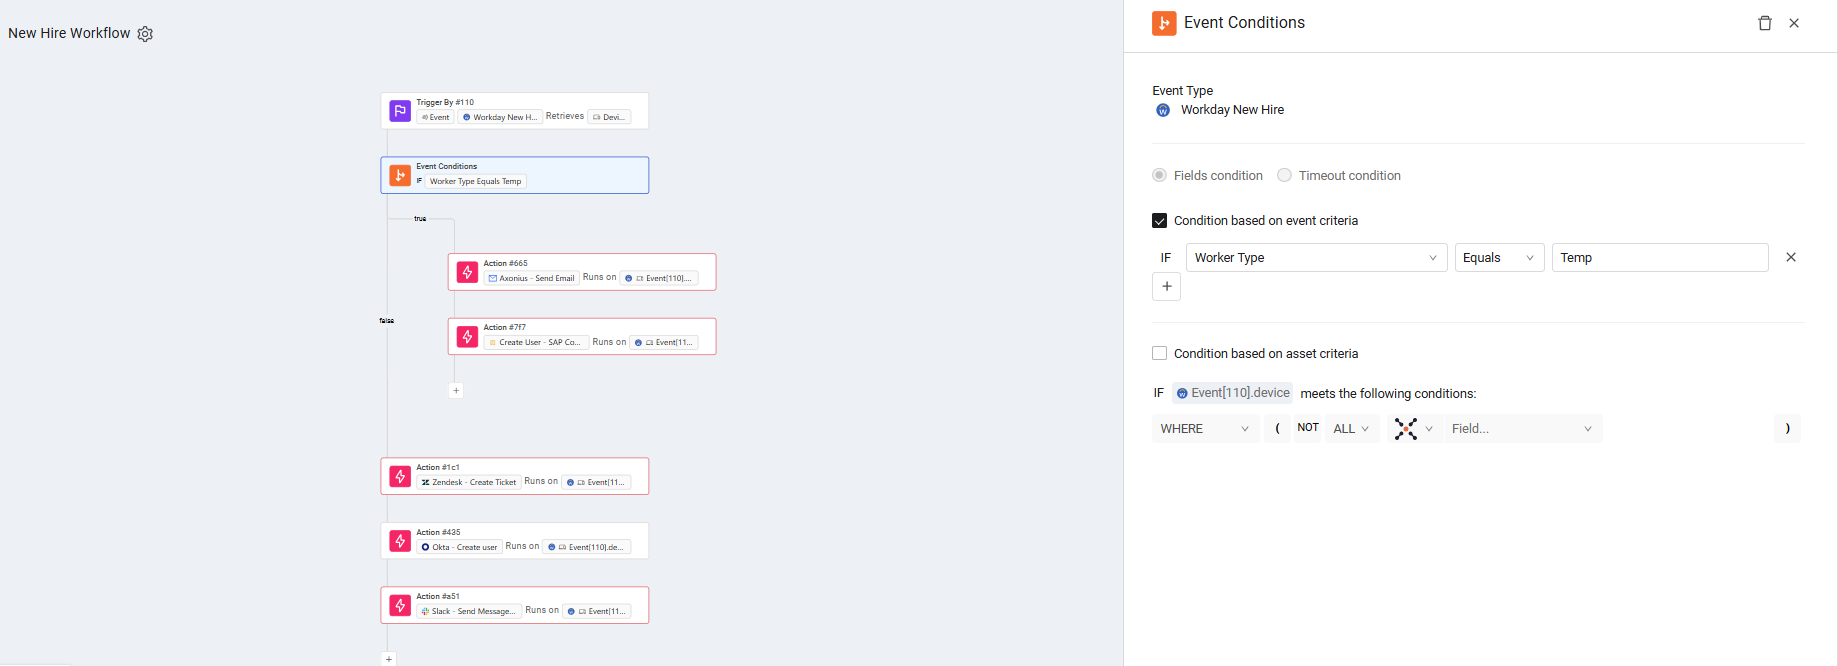 New Hire Workflow
Trigger By #110
Event Workday New H... Retrieves Devi...
Event Conditions
IF Worker Type Equals Temp
true
Action #665
Axonius - Send Email Runs on Event[110]....
false
Action #7f7
Create User - SAP Co... Runs on Event[11...
+
Action #1c1
Zendesk - Create Ticket Runs on Event[11...
Action #435
Okta - Create user Runs on Event[110].de...
Action #a51
Slack - Send Message... Runs on Event[11...
+
Event Conditions
Event Type
Workday New Hire
Fields condition Timeout condition
Condition based on event criteria
IF Worker Type Equals Temp
+
Condition based on asset criteria
IF Event[110].device meets the following conditions:
WHERE ( NOT ALL Field... )